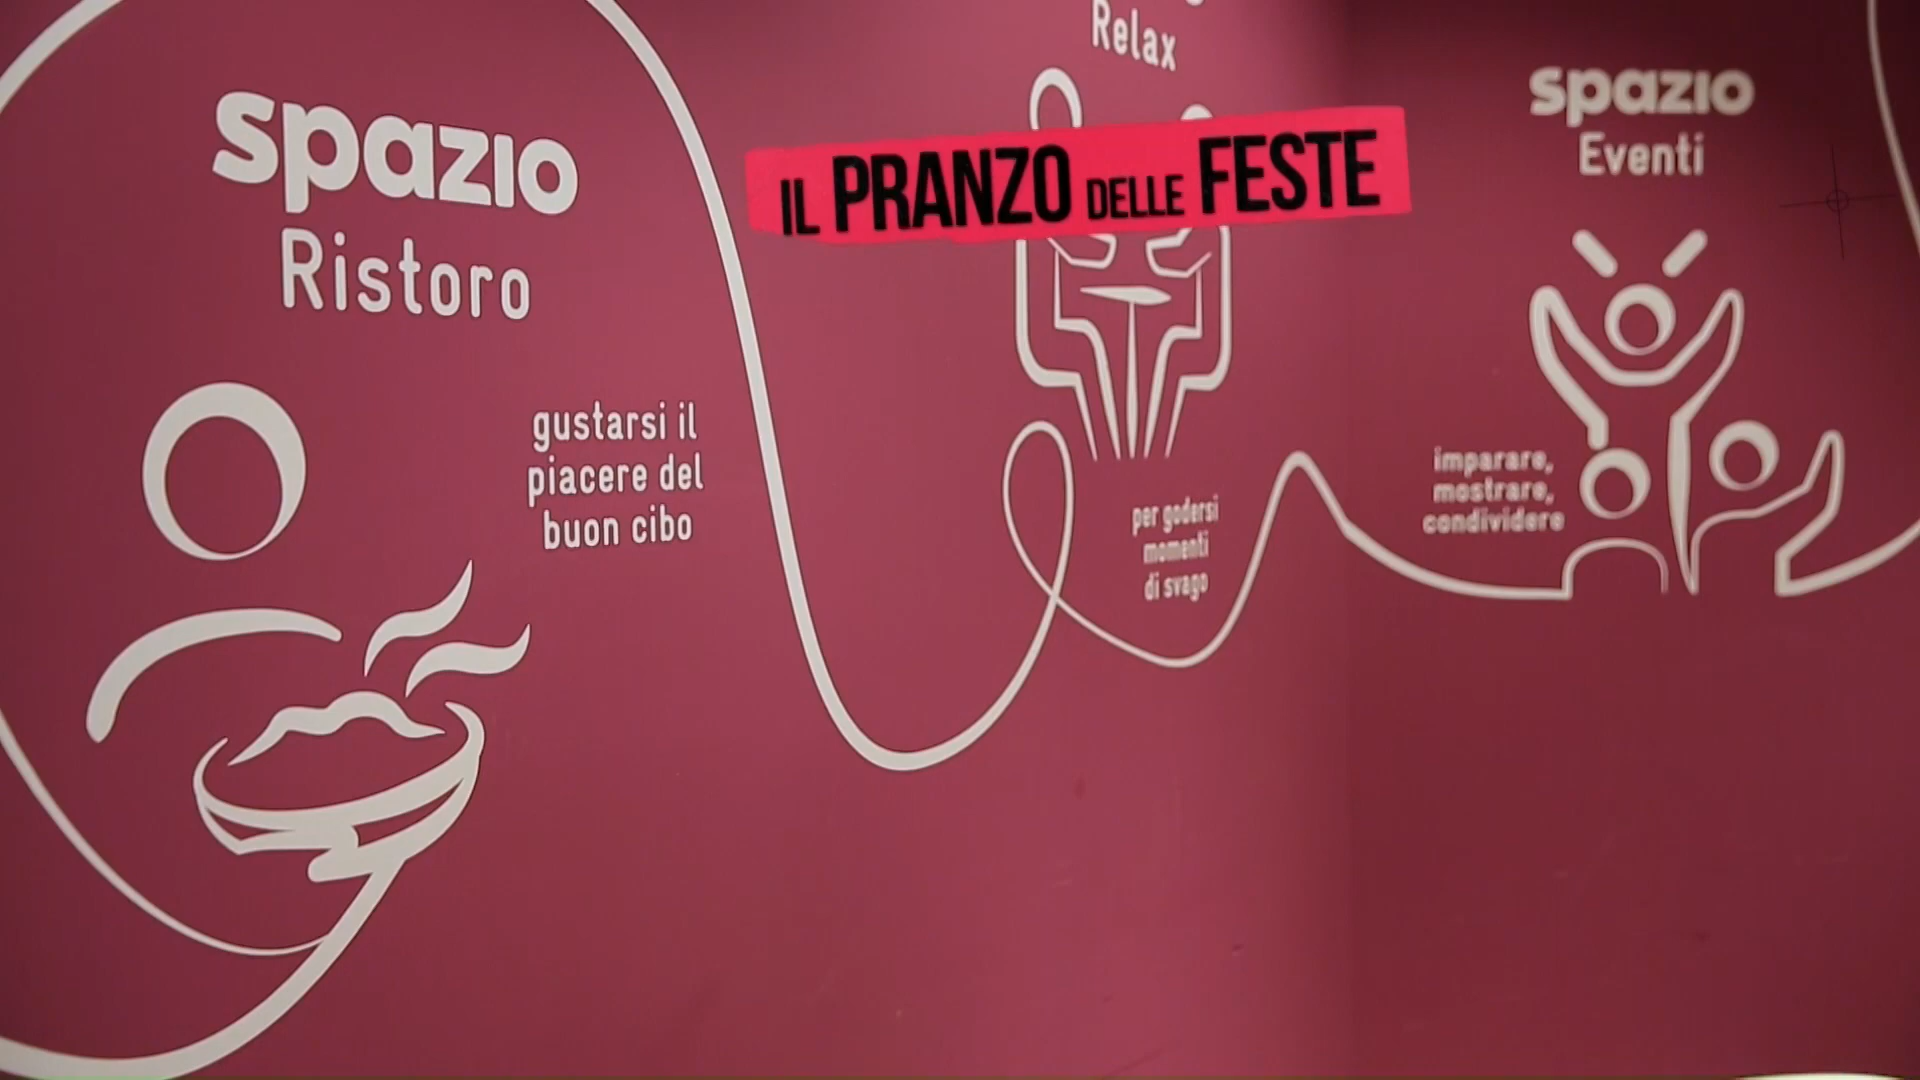 spazio
Ristoro
gustarsi il
piacere del
buon cibo
Relax
IL PRANZO DELLE FESTE
per godersi
momenti
di svago
spazio
Eventi
imparare,
mostrare,
condividere